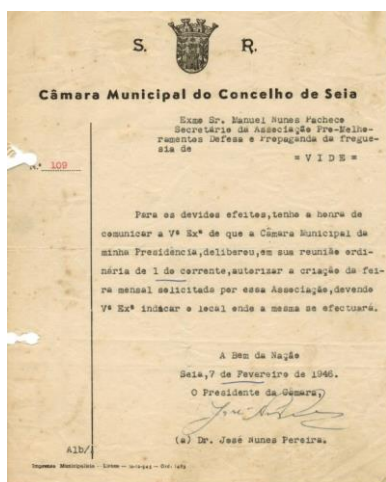 S. R.
Câmara Municipal do Concelho de Seia
Exmo Sr. Manuel Nunes Pacheco
Secretário da Associação Pro-Melho-
ramentos Defesa e Propaganda da fregue-
sia de
= V I D E =
N.º 109
Para os devidos efeitos,tenho a honra de
comunicar a Vª Exª de que a Câmara Municipal da
minha Presidência,deliberou,em sua reunião ordi-
nária de 1 do corrente,autorizar a criação da fei-
ra mensal solicitada por essa Associação,devendo
Vª Exª indicar o local onde a mesma se efectuará.
A Bem da Nação
Seia,7 de Fevereiro de 1946.
O Presidente da Câmara,
(a) Dr. José Nunes Pereira.
Alb/
Imprensa Municipalista — Lisboa —